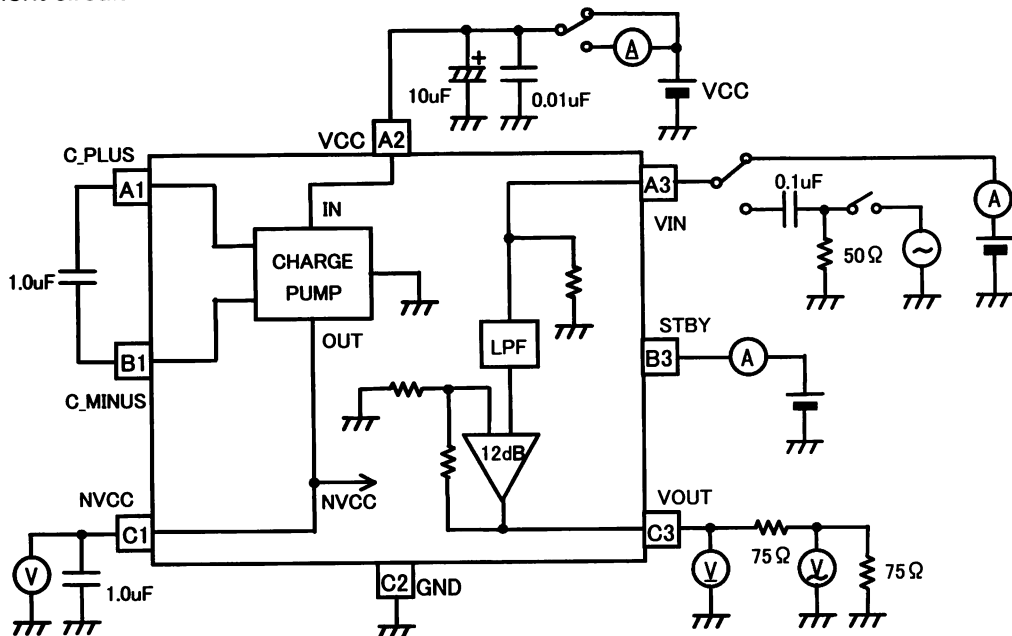 10uF
0.01uF
A
VCC
VCC
A2
C_PLUS
A1
A3
VIN
0.1uF
A
50Ω
IN
CHARGE
PUMP
OUT
1.0uF
B1
C_MINUS
LPF
STBY
B3
A
12dB
NVCC
NVCC
C1
VOUT
C3
75Ω
75Ω
V
V
V
1.0uF
C2
GND